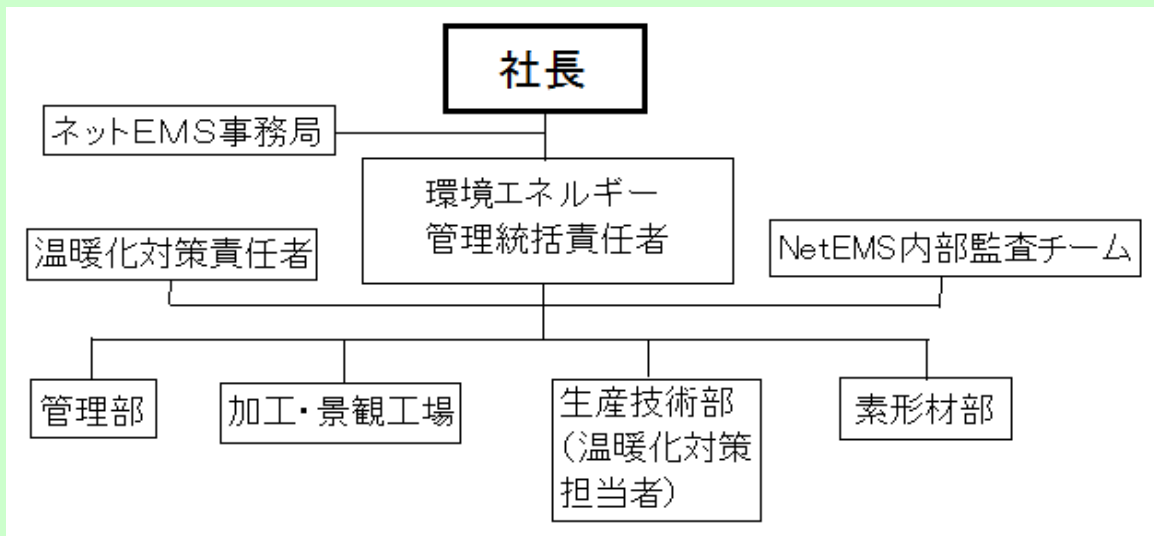 社長
ネットEMS事務局
環境エネルギー
管理統括責任者
温暖化対策責任者
NetEMS内部監査チーム
管理部
加工・景観工場
生産技術部
（温暖化対策
担当者）
素形材部